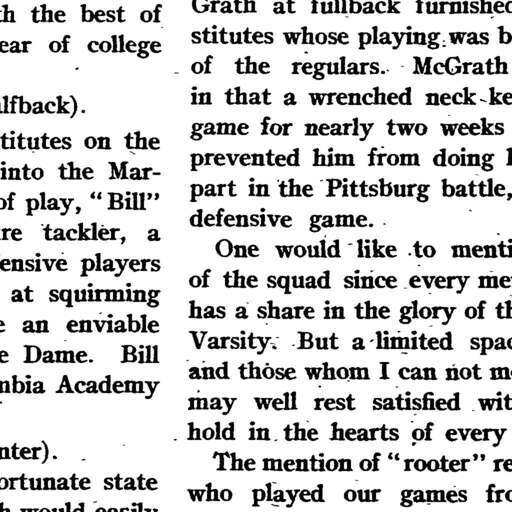 th the best of
ear of college
alfback).
titutes on the
into the Mar-
of play, "Bill"
re tackler, a
ensive players
at squirming
e an enviable
e Dame. Bill
mbia Academy
nter).
ortunate state
h would easily
Grath at fullback furnished
stitutes whose playing was b
of the regulars. McGrath
in that a wrenched neck ke
game for nearly two weeks
prevented him from doing
part in the Pittsburg battle,
defensive game.
One would like to menti
of the squad since every me
has a share in the glory of th
Varsity. But a limited spac
and those whom I can not m
may well rest satisfied wit
hold in the hearts of every
The mention of "rooter" re
who played our games fro